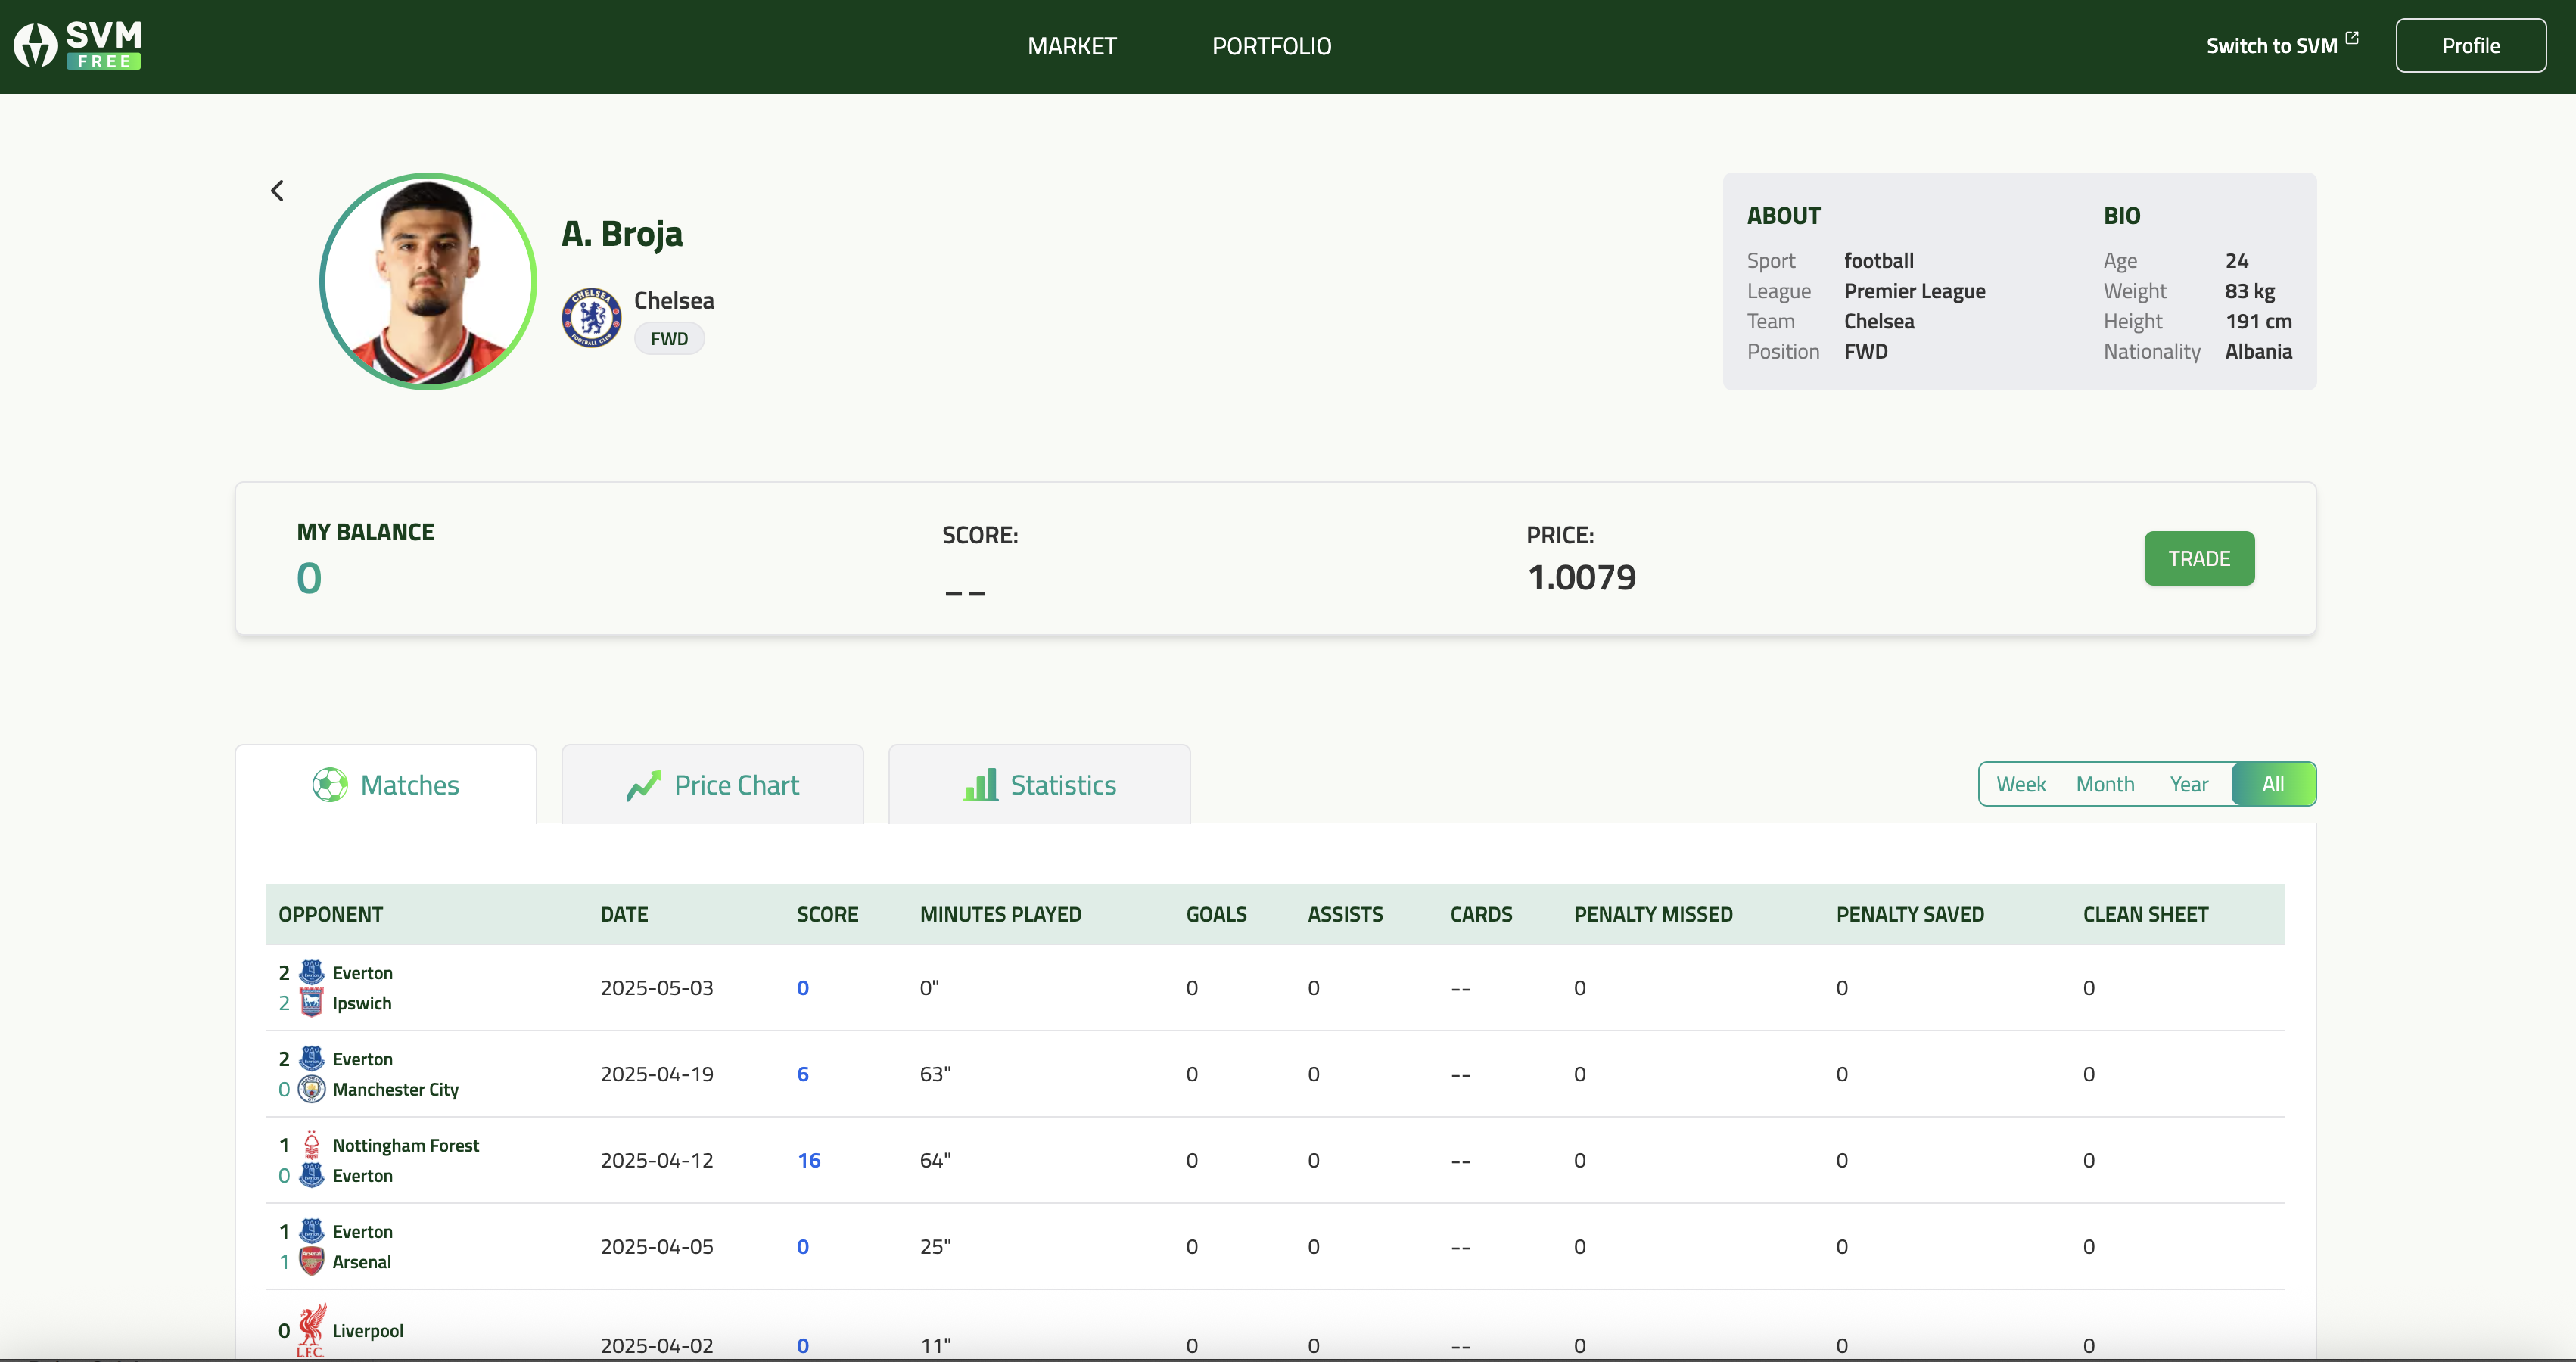 SVM
FREE
MARKET PORTFOLIO Switch to SVM Profile
A. Broja
CHELSEA
FOOTBALL CLUB
Chelsea
FWD
ABOUT BIO
Sport football Age 24
League Premier League Weight 83 kg
Team Chelsea Height 191 cm
Position FWD Nationality Albania
MY BALANCE SCORE: PRICE:
0 -- 1.0079 TRADE
Matches Price Chart Statistics Week Month Year All
OPPONENT DATE SCORE MINUTES PLAYED GOALS ASSISTS CARDS PENALTY MISSED PENALTY SAVED CLEAN SHEET
2 Everton
2025-05-03 0 0" 0 0 -- 0 0 0
2 Ipswich
2 Everton
2025-04-19 6 63" 0 0 -- 0 0 0
0 Manchester City
1 Nottingham Forest
2025-04-12 16 64" 0 0 -- 0 0 0
0 Everton
1 Everton
2025-04-05 0 25" 0 0 -- 0 0 0
1 Arsenal
0 Liverpool
L.F.C.
2025-04-02 0 11" 0 0 -- 0 0 0